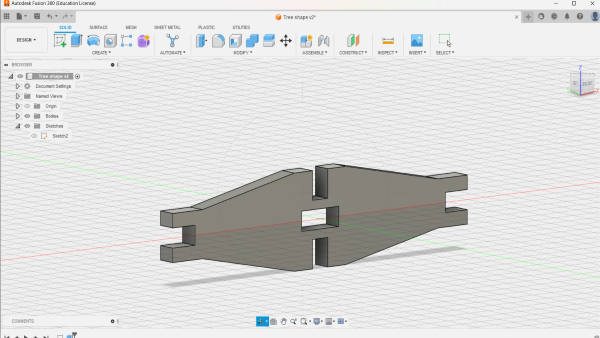 Autodesk Fusion 360 (Education License)
Tree shape v2*
SOLID SURFACE MESH SHEET METAL PLASTIC UTILITIES
DESIGN
CREATE AUTOMATE MODIFY ASSEMBLE CONSTRUCT INSPECT INSERT SELECT
BROWSER
Tree shape v2
Document Settings
Named Views
Origin
Bodies
Sketches
Sketch2
Z
COMMENTS